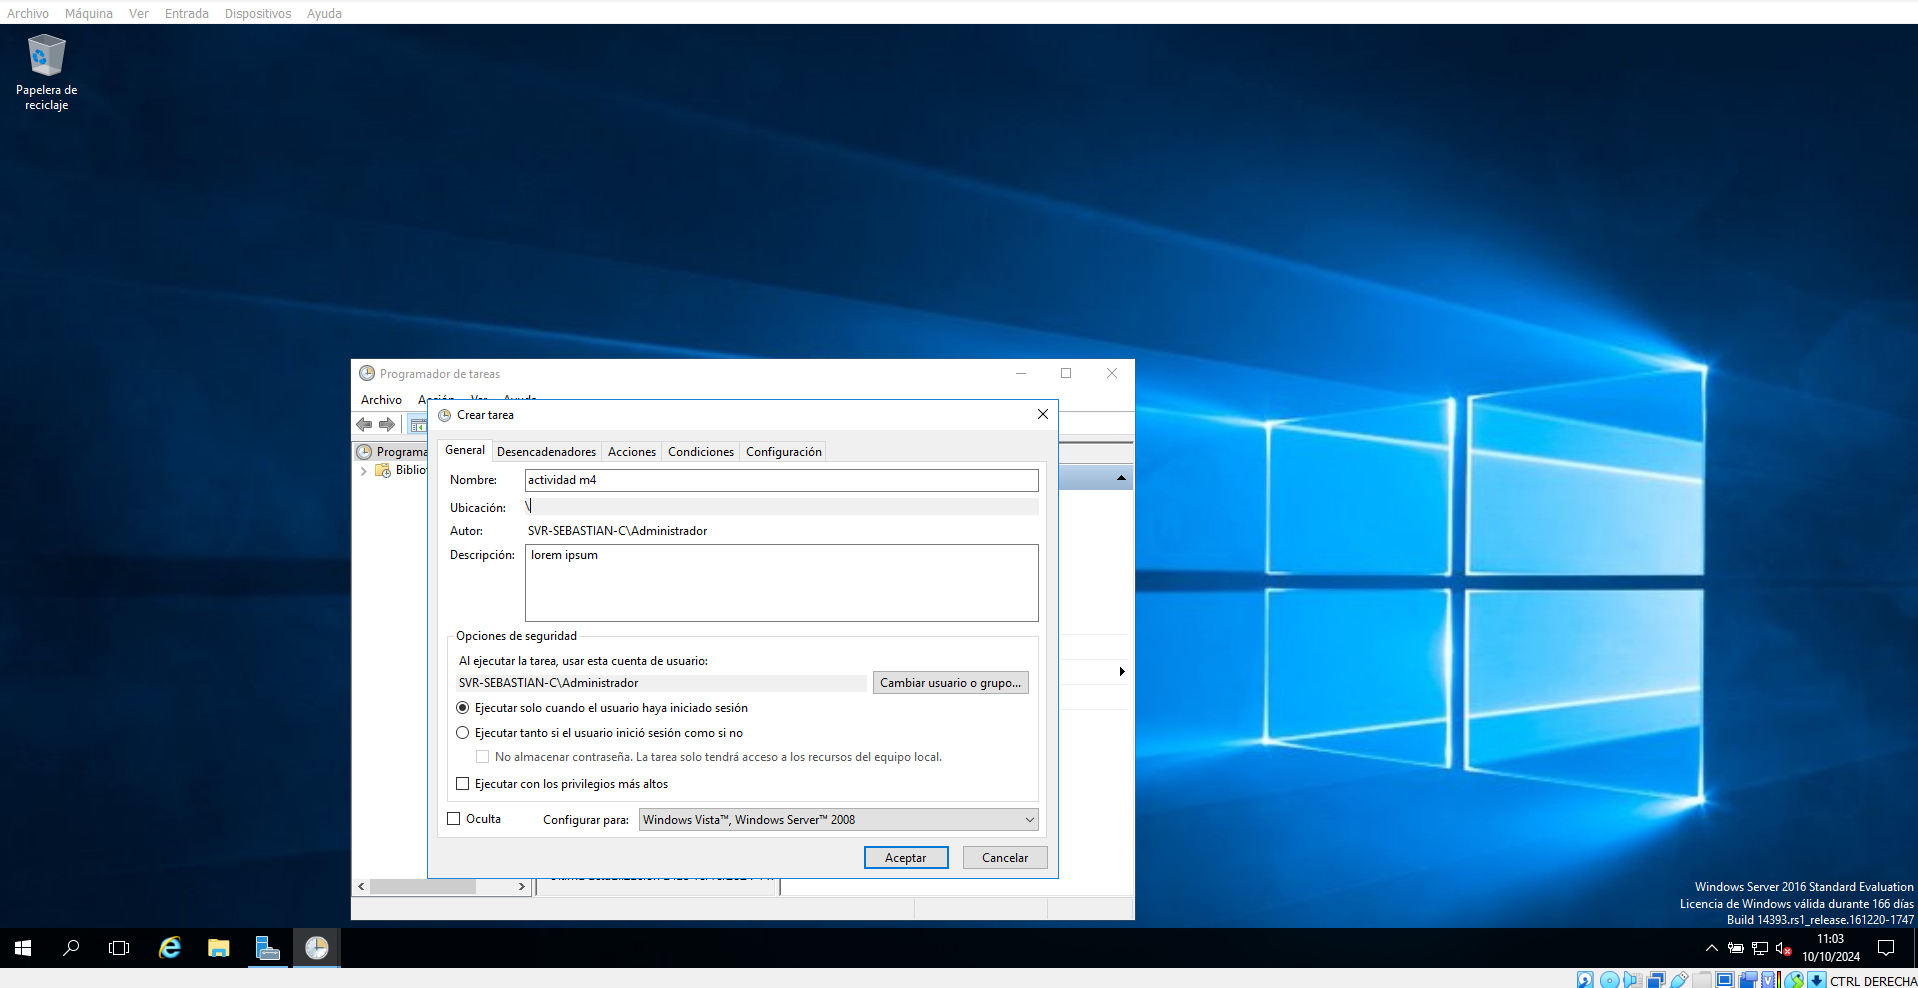 Archivo Máquina Ver Entrada Dispositivos Ayuda
Papelera de
reciclaje
Programador de tareas
Archivo Acción Ver Ayuda
Crear tarea
Programa
Biblio
General Desencadenadores Acciones Condiciones Configuración
Nombre: actividad m4
Ubicación: \
Autor: SVR-SEBASTIAN-C\Administrador
Descripción: lorem ipsum
Opciones de seguridad
Al ejecutar la tarea, usar esta cuenta de usuario:
SVR-SEBASTIAN-C\Administrador Cambiar usuario o grupo...
Ejecutar solo cuando el usuario haya iniciado sesión
Ejecutar tanto si el usuario inició sesión como si no
No almacenar contraseña. La tarea solo tendrá acceso a los recursos del equipo local.
Ejecutar con los privilegios más altos
Oculta Configurar para: Windows Vista™, Windows Server™ 2008
Aceptar Cancelar
Windows Server 2016 Standard Evaluation
Licencia de Windows válida durante 166 días
Build 14393.rs1_release.161220-1747
11:03
10/10/2024
CTRL DERECHA